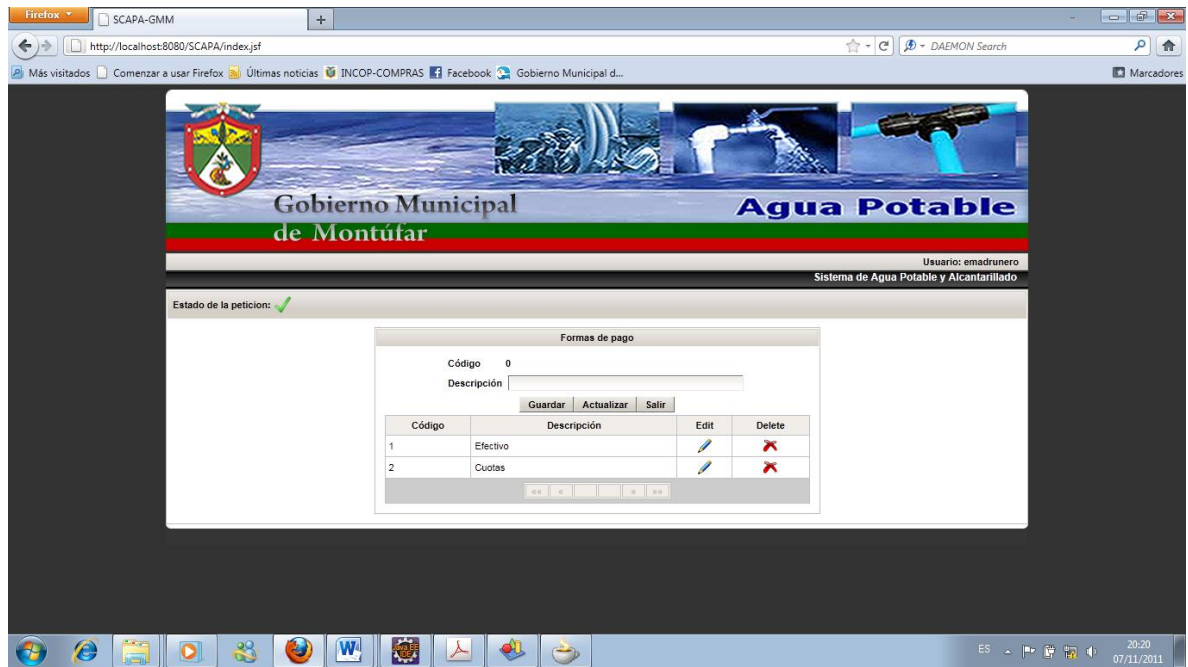 Firefox
SCAPA-GMM
http://localhost:8080/SCAPA/index.jsf
DAEMON Search
Más visitados Comenzar a usar Firefox Últimas noticias INCOP-COMPRAS Facebook Gobierno Municipal d... Marcadores
Gobierno Municipal
de Montúfar
Agua Potable
Usuario: emadrunero
Sistema de Agua Potable y Alcantarillado
Estado de la peticion:
Formas de pago
Código 0
Descripción
Guardar Actualizar Salir
Código Descripción Edit Delete
1 Efectivo
2 Cuotas
«« « » »»
Java EE
IDE
ES
20:20
07/11/2011